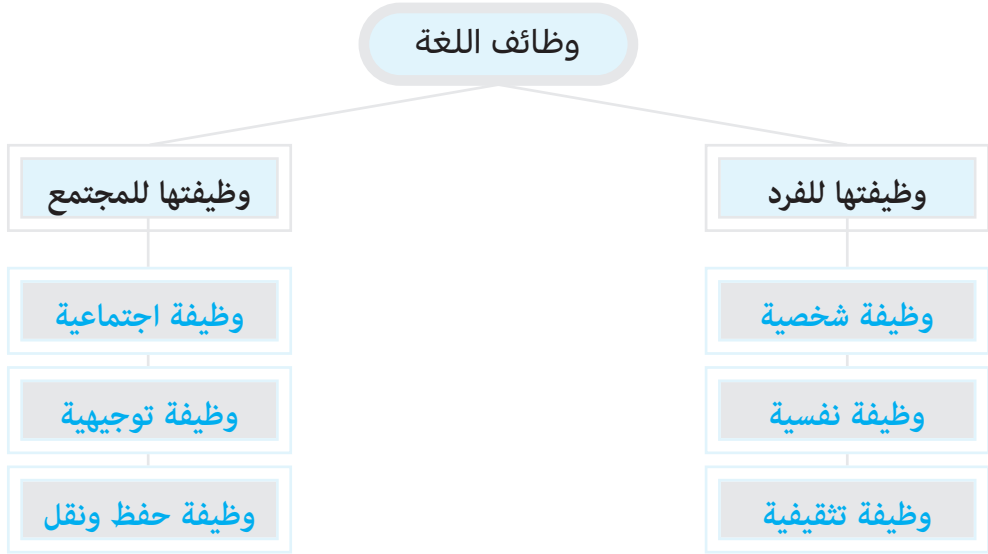 وظائف اللغة
وظيفتها للفرد
وظيفة شخصية
وظيفة نفسية
وظيفة تثقيفية
وظيفتها للمجتمع
وظيفة اجتماعية
وظيفة توجيهية
وظيفة حفظ ونقل